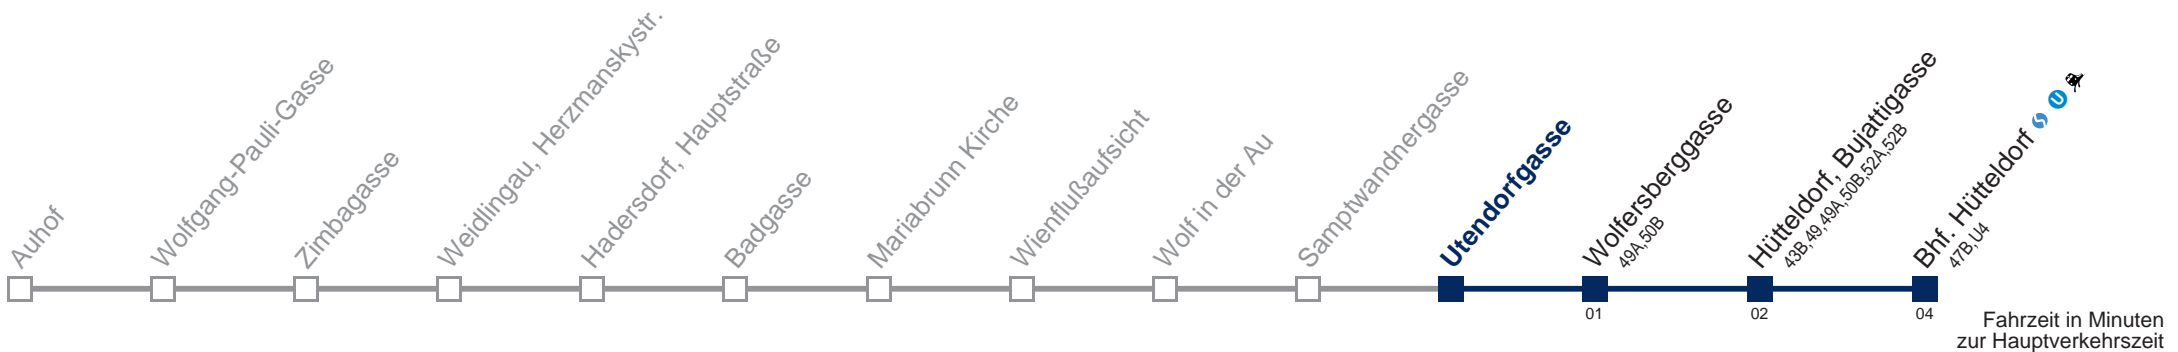 Auhof
Wolfgang-Pauli-Gasse
Zimbagasse
Weidlingau, Herzmanskystr.
Hadersdorf, Hauptstraße
Badgasse
Mariabrunn Kirche
Wienflußaufsicht
Wolf in der Au
Samptwandnergasse
Utendorfgasse
Wolfersberggasse
49A,50B
Hütteldorf, Bujattigasse
43B,49,49A,50B,52A,52B
Bhf. Hütteldorf S U
47B,U4
01
02
04
Fahrzeit in Minuten
zur Hauptverkehrszeit